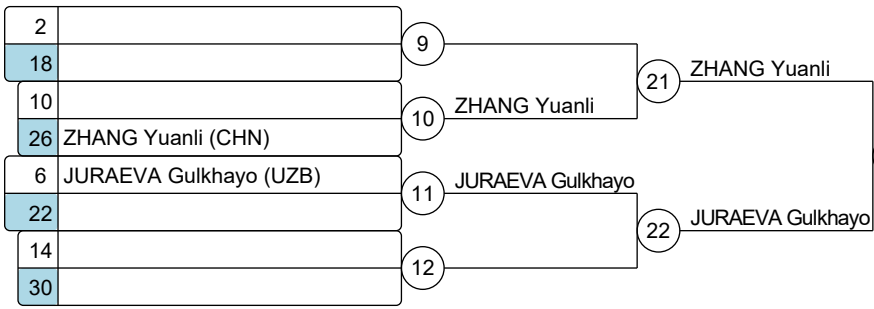 2
18
9
10
26 ZHANG Yuanli (CHN)
10 ZHANG Yuanli
21 ZHANG Yuanli
6 JURAEVA Gulkhayo (UZB)
22
11 JURAEVA Gulkhayo
14
30
12
22 JURAEVA Gulkhayo